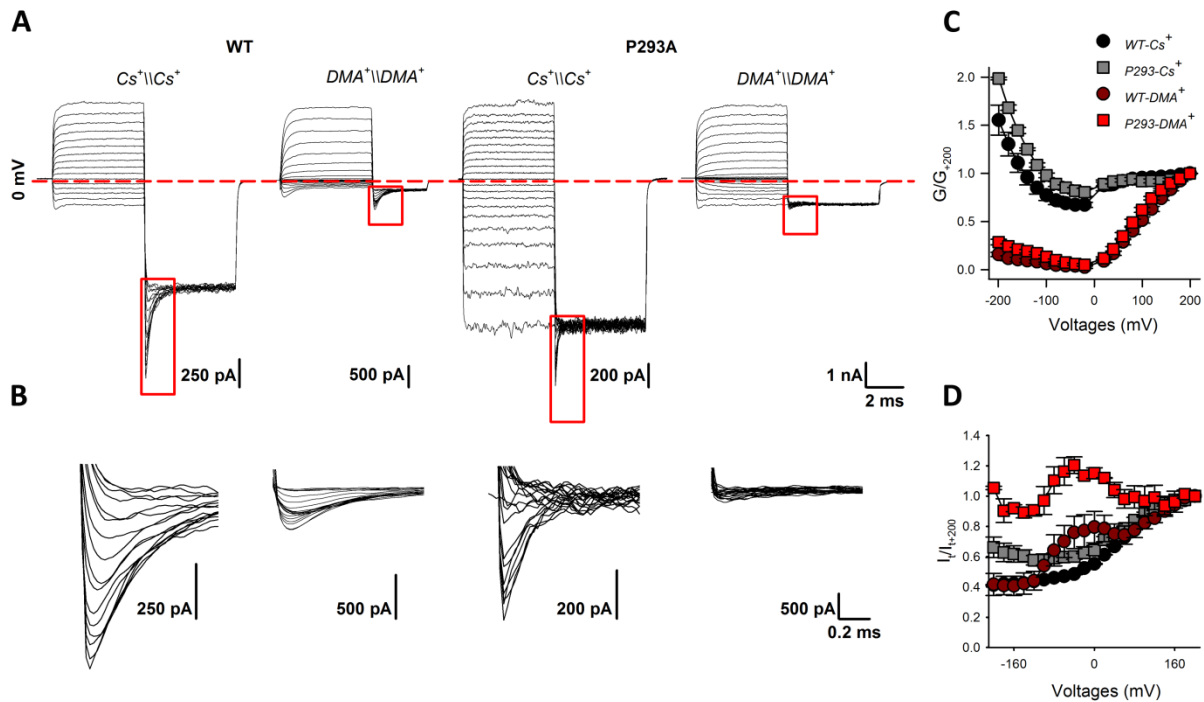 A
WT
P293A
Cs+\\Cs+
DMA+\\DMA+
Cs+\\Cs+
DMA+\\DMA+
0 mV
250 pA
500 pA
200 pA
1 nA
2 ms
B
250 pA
500 pA
200 pA
500 pA
0.2 ms
C
WT-Cs+
P293-Cs+
WT-DMA+
P293-DMA+
G/G+200
2.0
1.5
1.0
0.5
0.0
-200
-100
0
100
200
Voltages (mV)
D
It/It+200
1.4
1.2
1.0
0.8
0.6
0.4
0.2
0.0
-160
0
160
Voltages (mV)